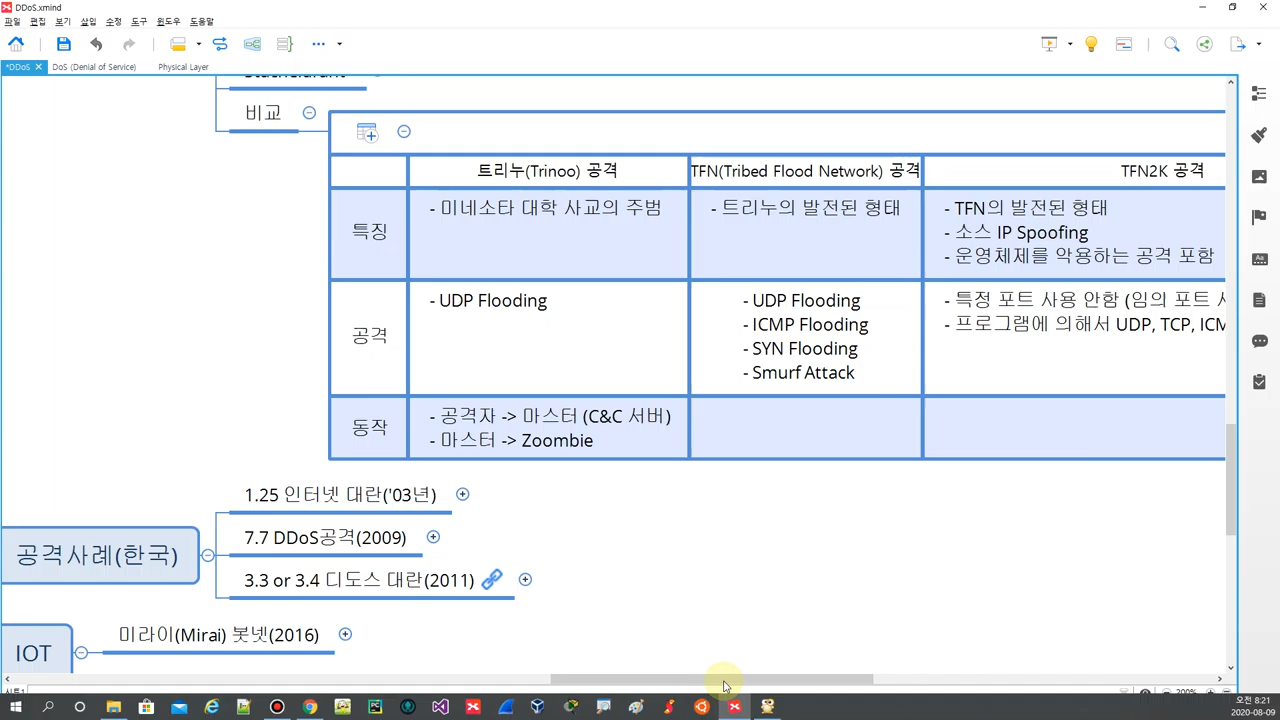 DDoS.xmind
파일 편집 보기 삽입 수정 도구 윈도우 도움말
*DDoS DoS (Denial of Service) Physical Layer
비교
트리누(Trinoo) 공격 TFN(Tribed Flood Network) 공격 TFN2K 공격
특징
- 미네소타 대학 사교의 주범
- 트리누의 발전된 형태
- TFN의 발전된 형태
- 소스 IP Spoofing
- 운영체제를 악용하는 공격 포함
공격
- UDP Flooding
- UDP Flooding
- ICMP Flooding
- SYN Flooding
- Smurf Attack
- 특정 포트 사용 안함 (임의 포트
- 프로그램에 의해서 UDP, TCP, ICM
동작
- 공격자 -> 마스터 (C&C 서버)
- 마스터 -> Zoombie
공격사례(한국)
1.25 인터넷 대란('03년)
7.7 DDoS공격(2009)
3.3 or 3.4 디도스 대란(2011)
IOT
미라이(Mirai) 봇넷(2016)
200%
오전 8:21
2020-08-09